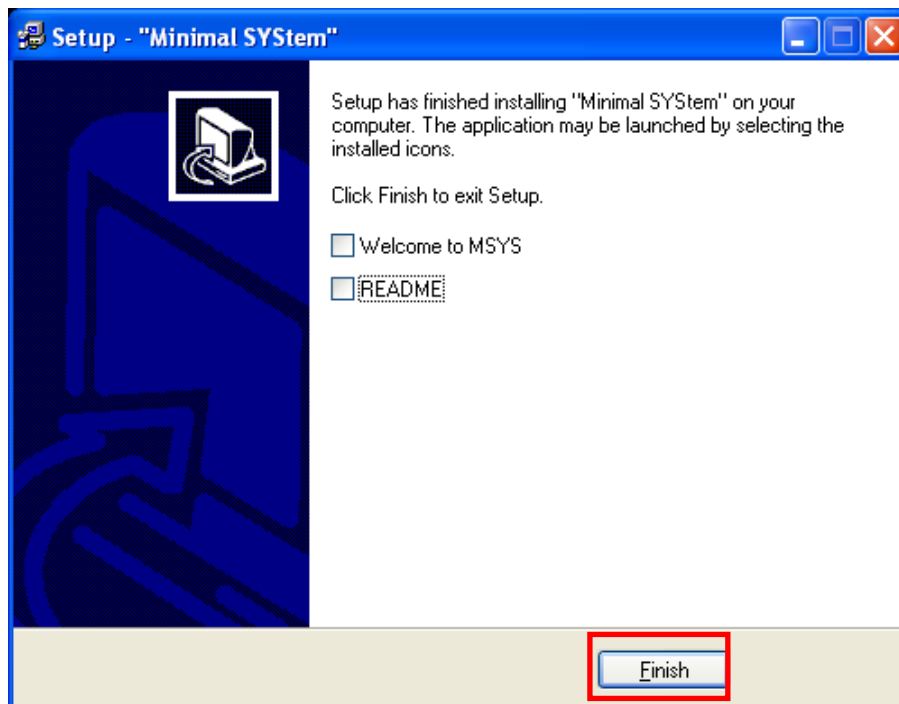 Setup - "Minimal SYStem"
Setup has finished installing "Minimal SYStem" on your
computer. The application may be launched by selecting the
installed icons.
Click Finish to exit Setup.
Welcome to MSYS
README
Finish